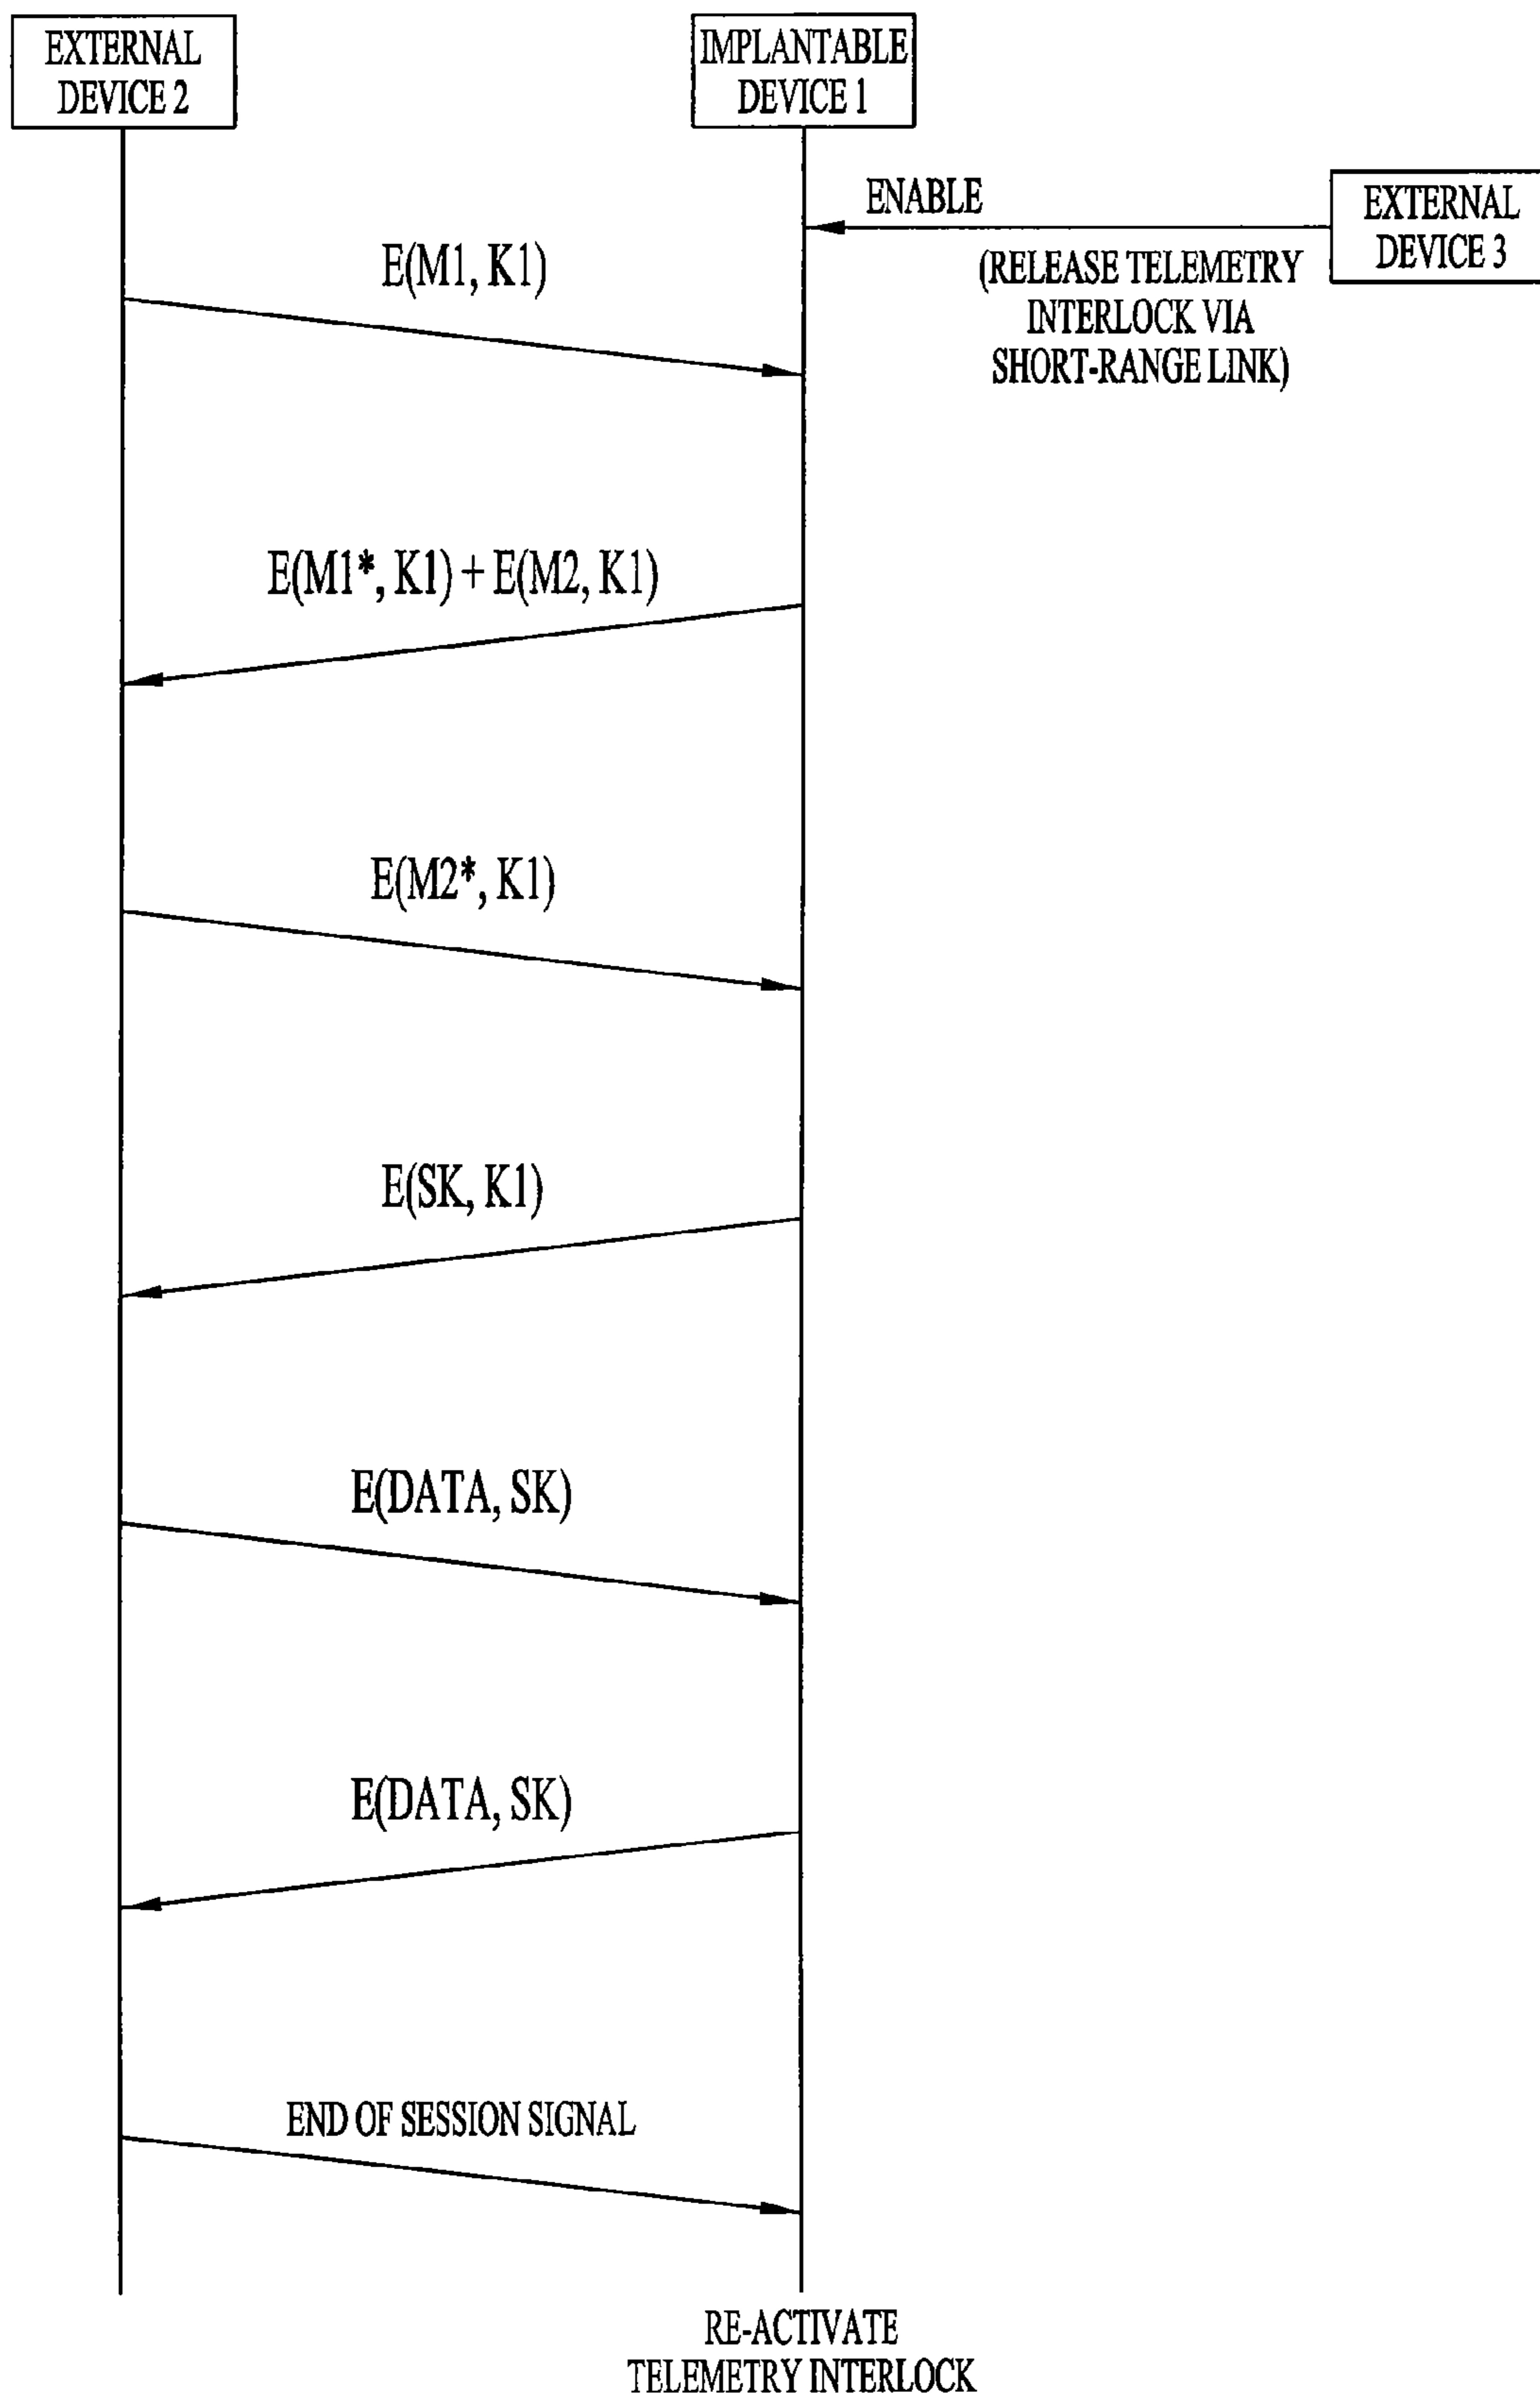 EXTERNAL
DEVICE 2
IMPLANTABLE
DEVICE 1
ENABLE
EXTERNAL
DEVICE 3
(RELEASE TELEMETRY
INTERLOCK VIA
SHORT-RANGE LINK)
E(M1, K1)
E(M1*, K1) + E(M2, K1)
E(M2*, K1)
E(SK, K1)
E(DATA, SK)
E(DATA, SK)
END OF SESSION SIGNAL
RE-ACTIVATE
TELEMETRY INTERLOCK